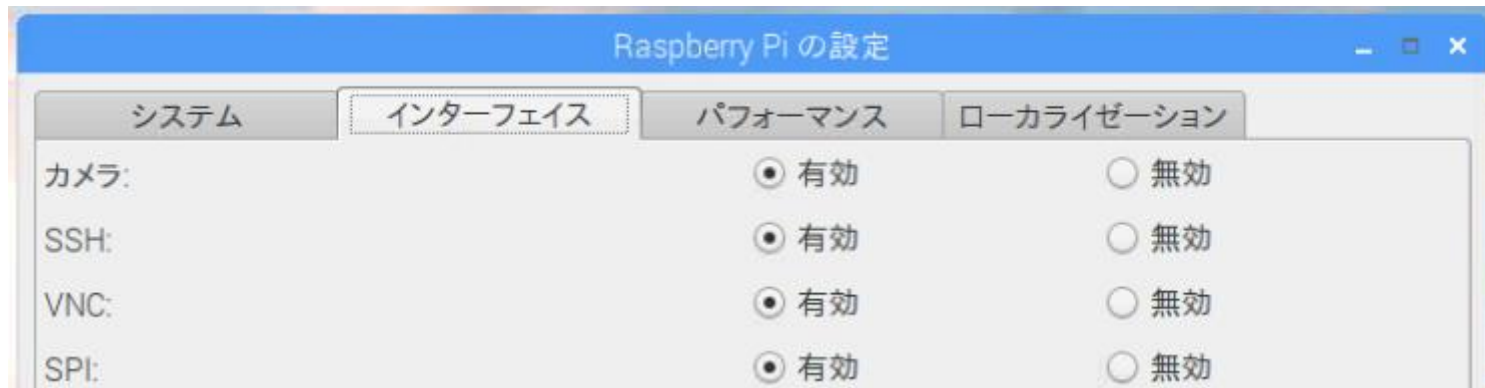 Raspberry Pi の設定
システム インターフェイス パフォーマンス ローカライゼーション
カメラ: 有効 無効
SSH: 有効 無効
VNC: 有効 無効
SPI: 有効 無効